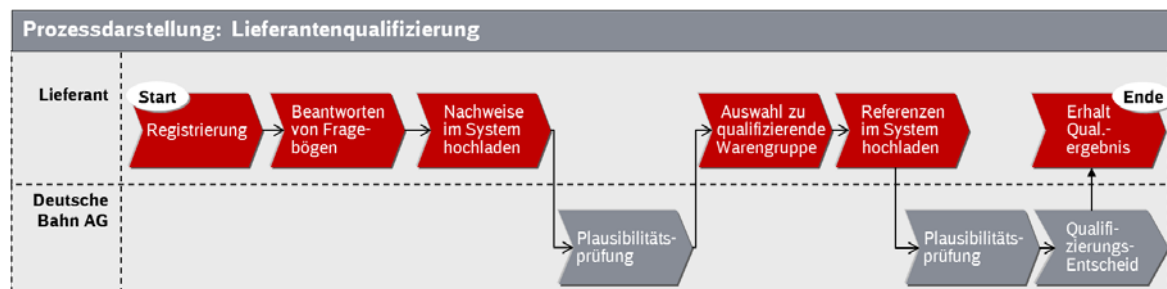 Prozessdarstellung: Lieferantenqualifizierung
Lieferant
Start
Registrierung
Beantworten
von Frage-
bögen
Nachweise
im System
hochladen
Auswahl zu
qualifizierende
Warengruppe
Referenzen
im System
hochladen
Ende
Erhalt
Qual.-
ergebnis
Deutsche
Bahn AG
Plausibilitäts-
prüfung
Plausibilitäts-
prüfung
Qualifi-
zierungs-
Entscheid